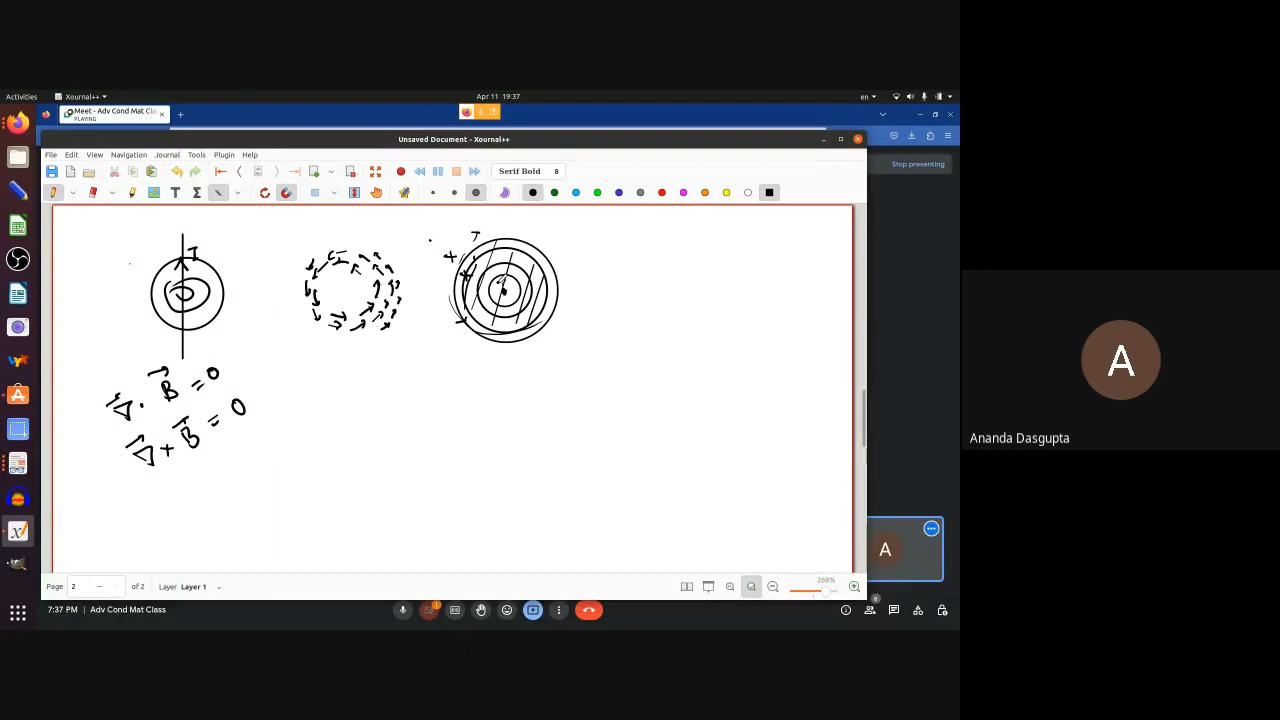 Activities Xournal++ Apr 11 19:37 en
Meet - Adv Cond Mat Cla
PLAYING
Unsaved Document - Xournal++
File Edit View Navigation Journal Tools Plugin Help
Stop presenting
Serif Bold 8
I
∇⃗ · B⃗ = 0
∇⃗ + B⃗ = 0
A
Ananda Dasgupta
A
Page 2 of 2 Layer Layer 1 268%
7:37 PM Adv Cond Mat Class